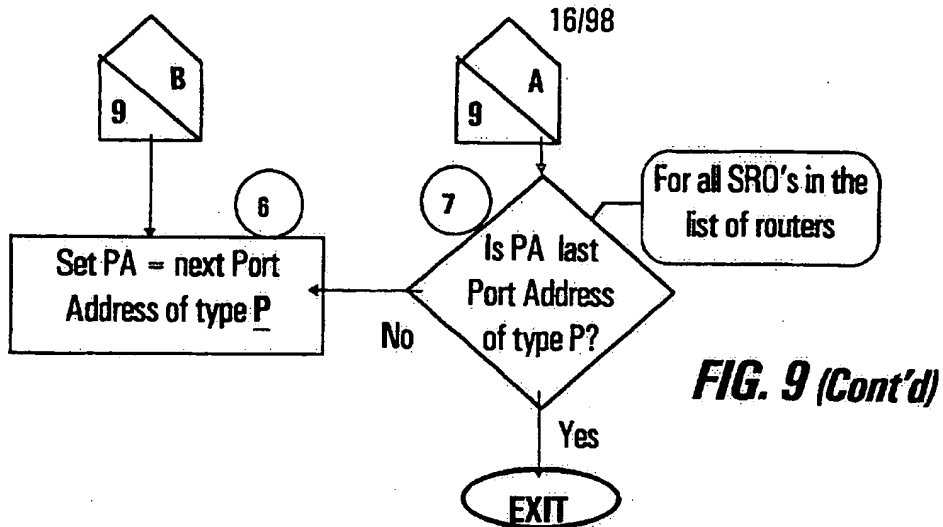 16/98
B
9
A
9
6
Set PA = next Port
Address of type P
7
Is PA last
Port Address
of type P?
For all SRO's in the
list of routers
No
Yes
EXIT
FIG. 9 (Cont'd)